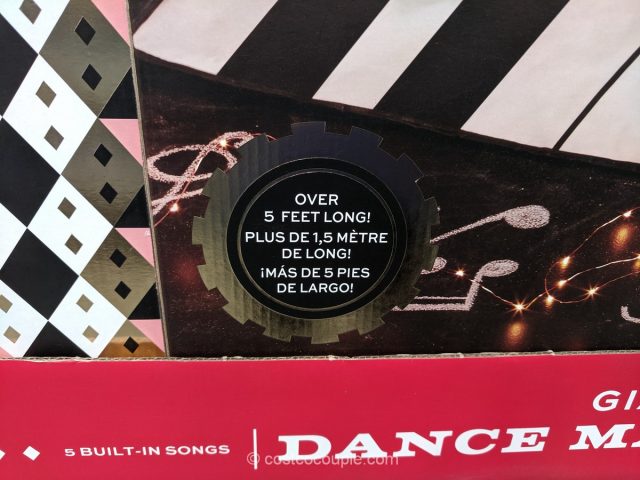 OVER
5 FEET LONG!
PLUS DE 1,5 MÈTRE
DE LONG!
¡MÁS DE 5 PIES
DE LARGO!
5 BUILT-IN SONGS
DANCE
© costcocouple.com